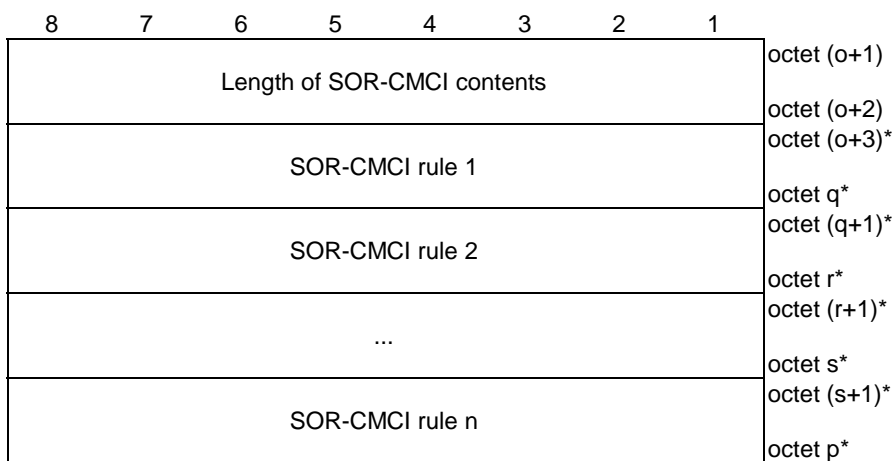 8 7 6 5 4 3 2 1
octet (o+1)
Length of SOR-CMCI contents
octet (o+2)
octet (o+3)*
SOR-CMCI rule 1
octet q*
octet (q+1)*
SOR-CMCI rule 2
octet r*
octet (r+1)*
...
octet s*
octet (s+1)*
SOR-CMCI rule n
octet p*